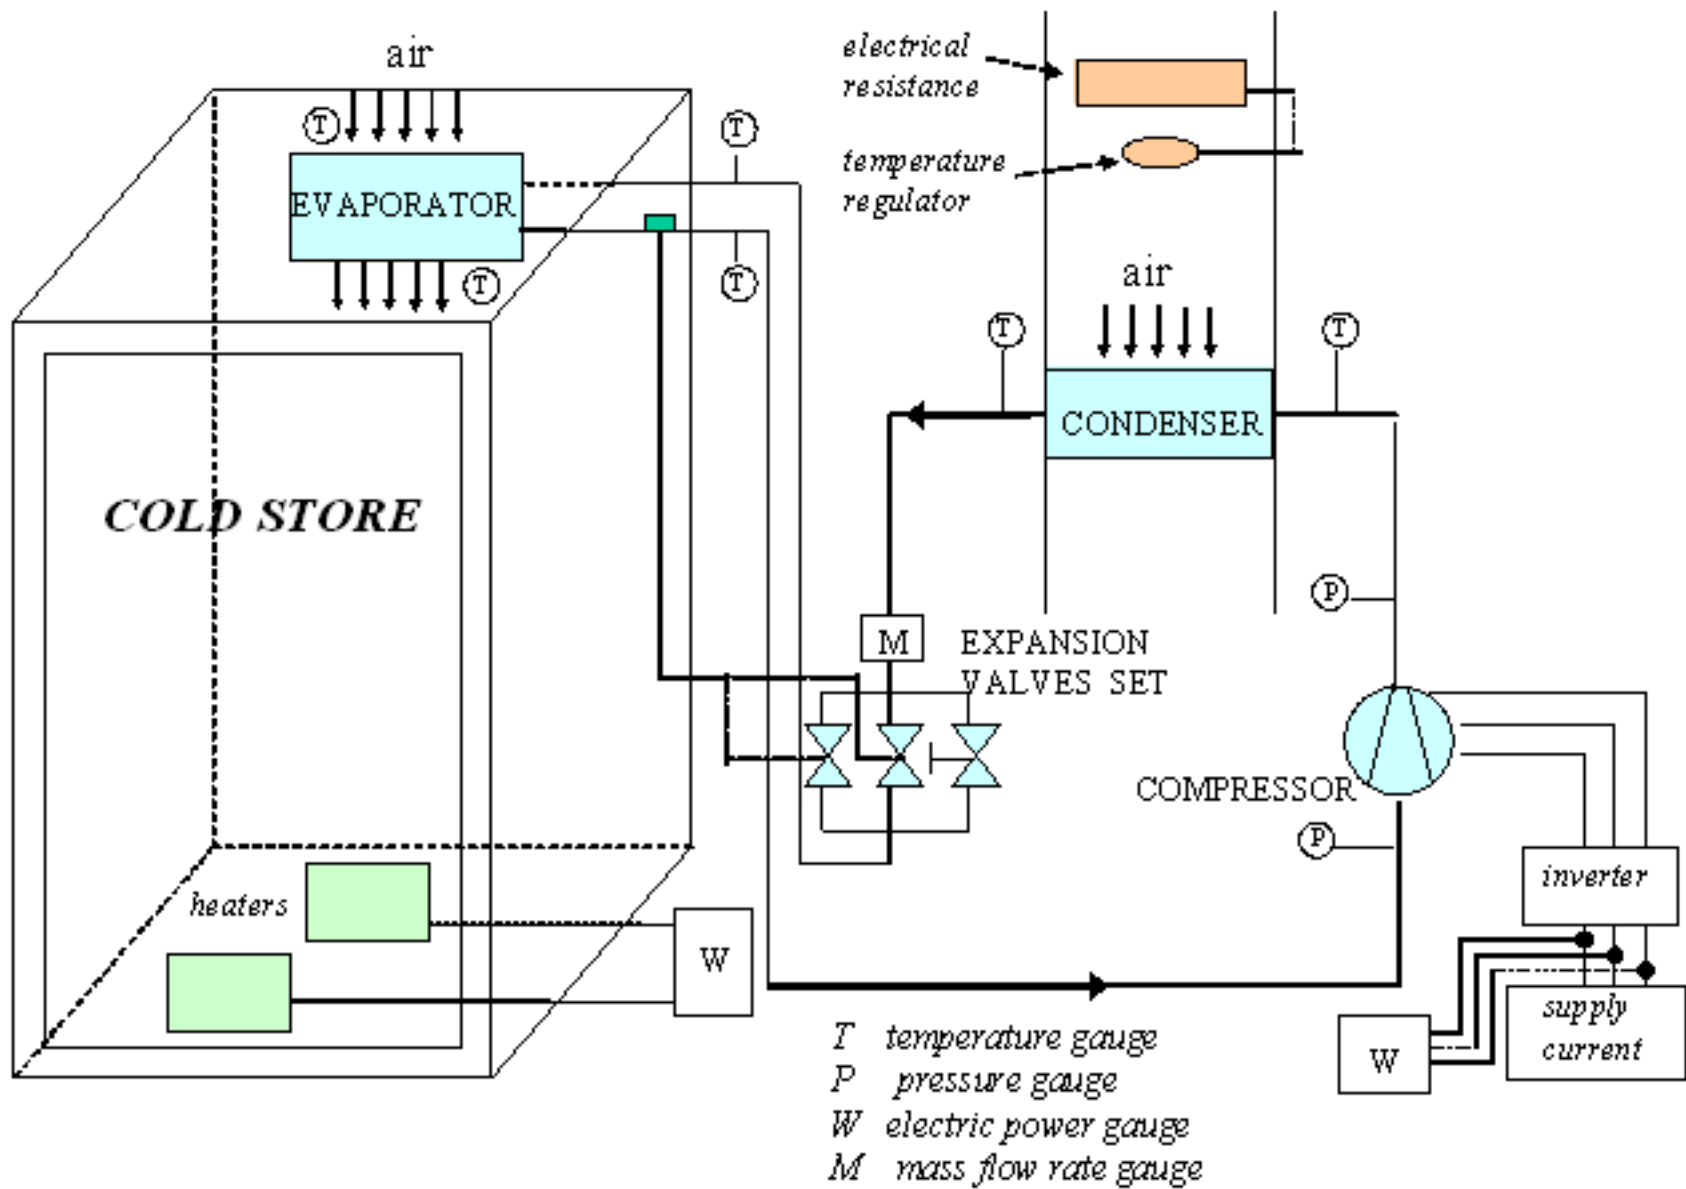 air
T
EVAPORATOR
T
T
T
COLD STORE
heaters
W
electrical
resistance
temperature
regulator
air
T
T
CONDENSER
P
M
EXPANSION
VALVES SET
COMPRESSOR
P
inverter
supply
current
W
T temperature gauge
P pressure gauge
W electric power gauge
M mass flow rate gauge